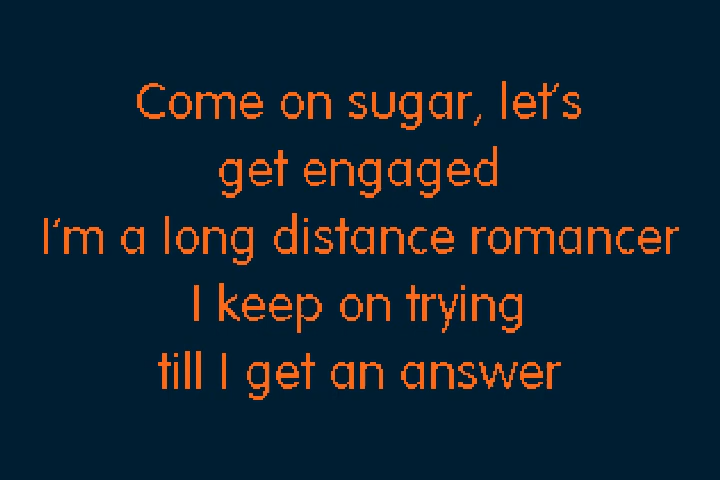 Come on sugar, let's
get engaged
I'm a long distance romancer
I keep on trying
till I get an answer